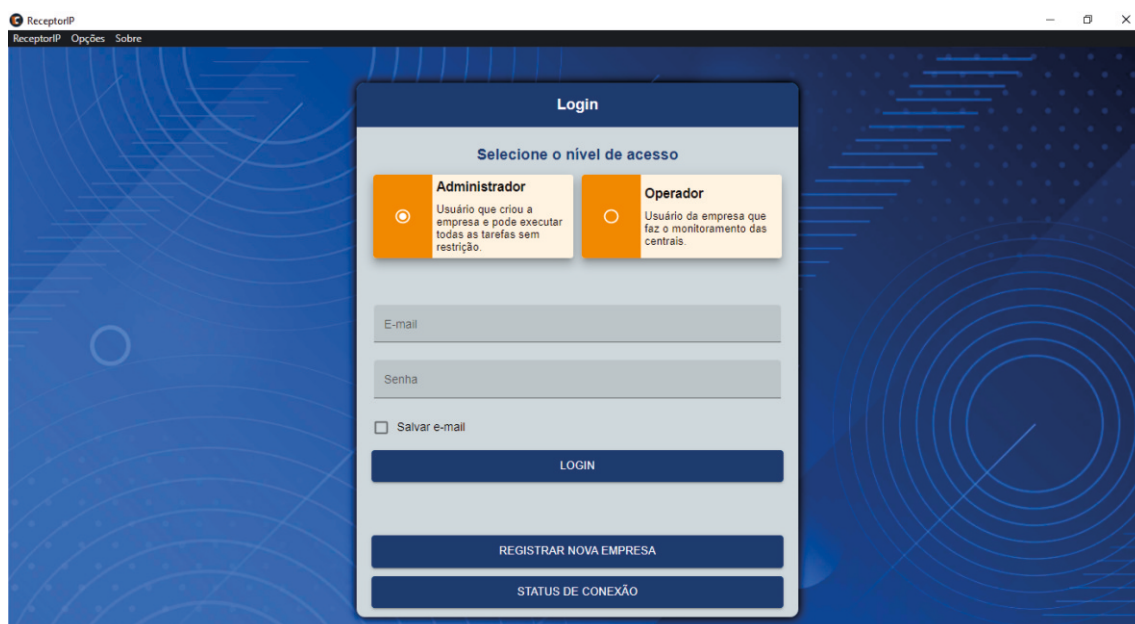 ReceptorIP
ReceptorIP Opções Sobre
Login
Selecione o nível de acesso
Administrador
Usuário que criou a
empresa e pode executar
todas as tarefas sem
restrição.
Operador
Usuário da empresa que
faz o monitoramento das
centrais.
E-mail
Senha
Salvar e-mail
LOGIN
REGISTRAR NOVA EMPRESA
STATUS DE CONEXÃO